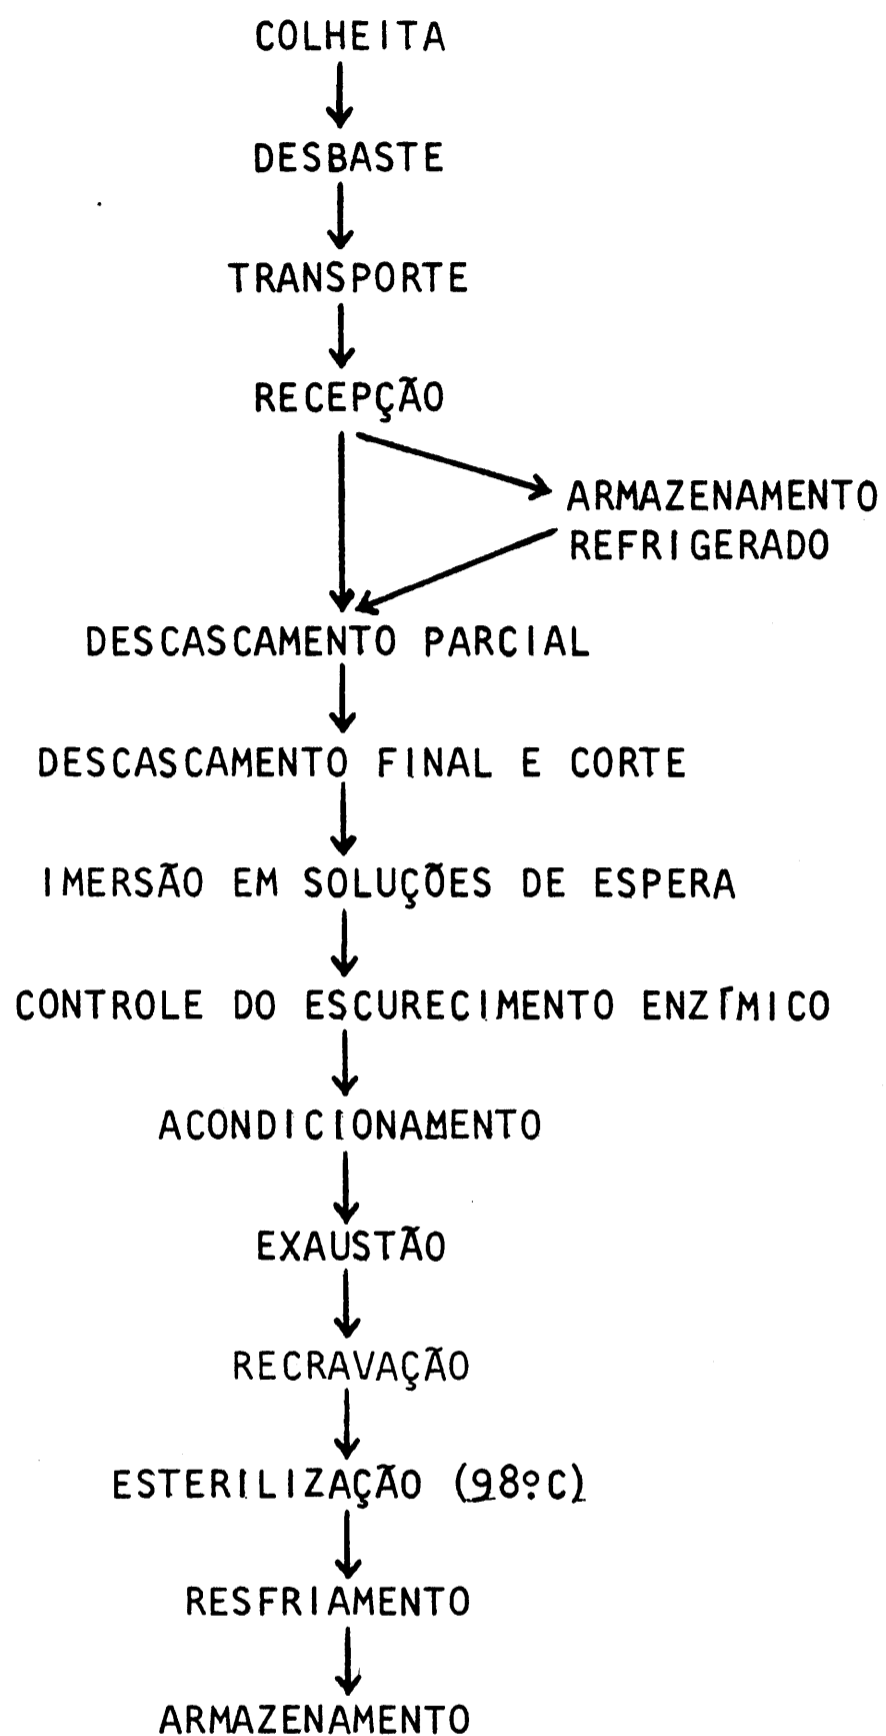 COLHEITA
DESBASTE
TRANSPORTE
RECEPÇÃO
ARMAZENAMENTO
REFRIGERADO
DESCASCAMENTO PARCIAL
DESCASCAMENTO FINAL E CORTE
IMERSÃO EM SOLUÇÕES DE ESPERA
CONTROLE DO ESCURECIMENTO ENZÍMICO
ACONDICIONAMENTO
EXAUSTÃO
RECRAVAÇÃO
ESTERILIZAÇÃO (98ºC)
RESFRIAMENTO
ARMAZENAMENTO